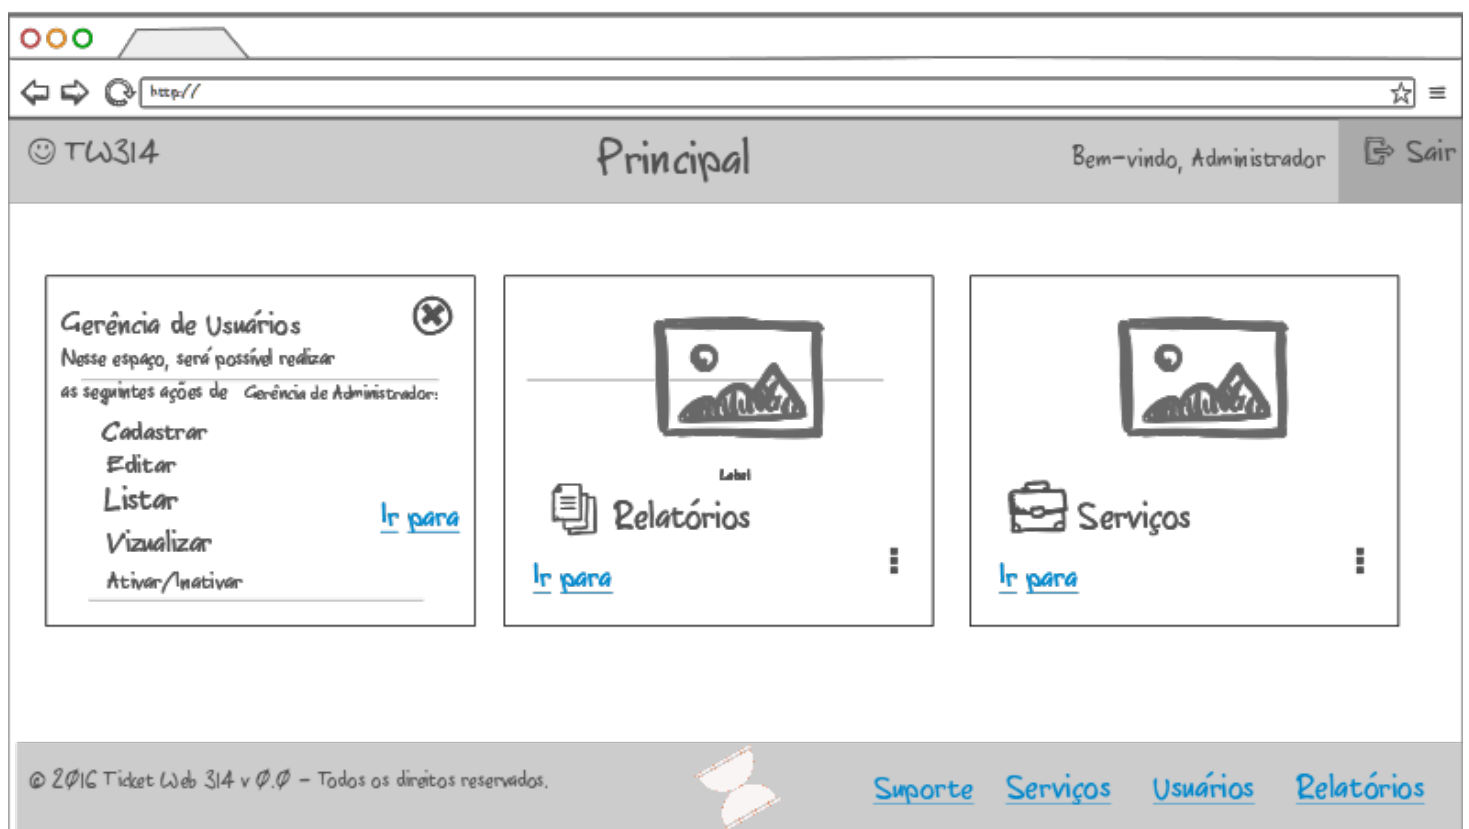 http://
TW314
Principal
Bem-vindo, Administrador
Sair
Gerência de Usuários
Nesse espaço, será possível realizar
as seguintes ações de Gerência de Administrador:
Cadastrar
Editar
Listar
Vizualizar
Ativar/Inativar
Ir para
Label
Relatórios
Ir para
Serviços
Ir para
© 2016 Ticket Web 314 v 0.0 - Todos os direitos reservados.
Suporte Serviços Usuários Relatórios